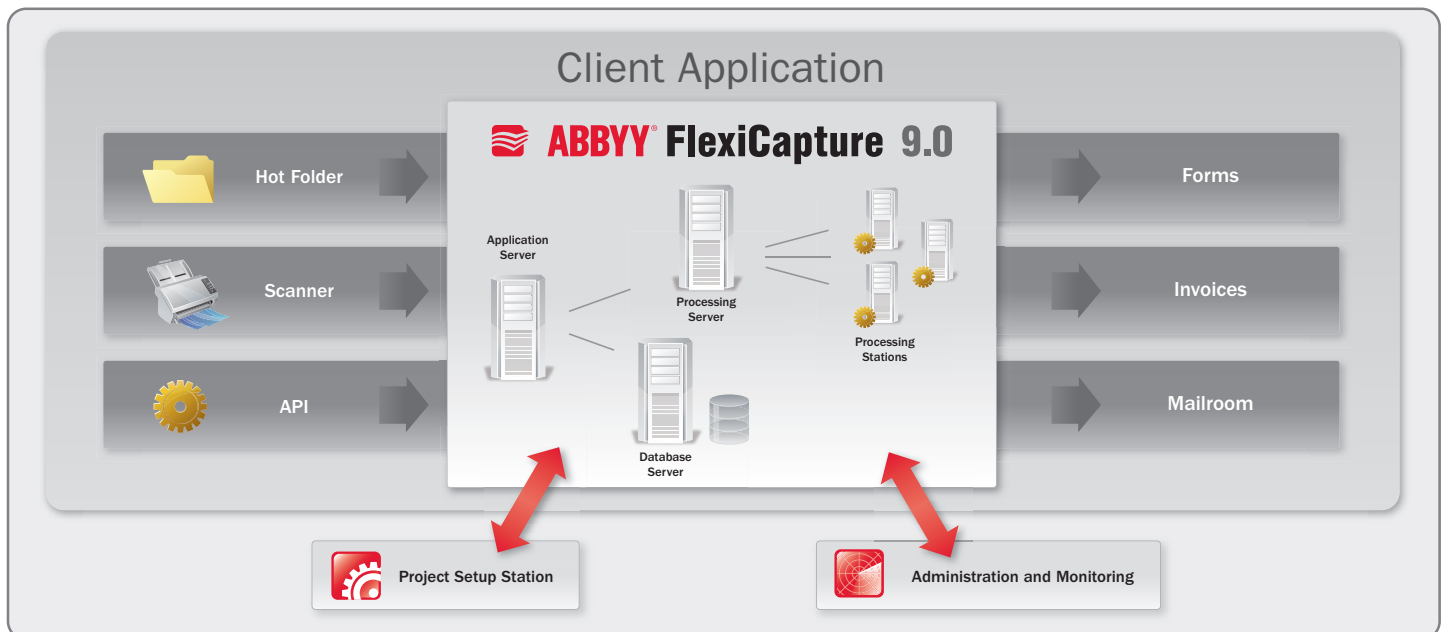 Client Application
ABBYY® FlexiCapture 9.0
Hot Folder
Scanner
API
Application
Server
Processing
Server
Database
Server
Processing
Stations
Forms
Invoices
Mailroom
Project Setup Station
Administration and Monitoring